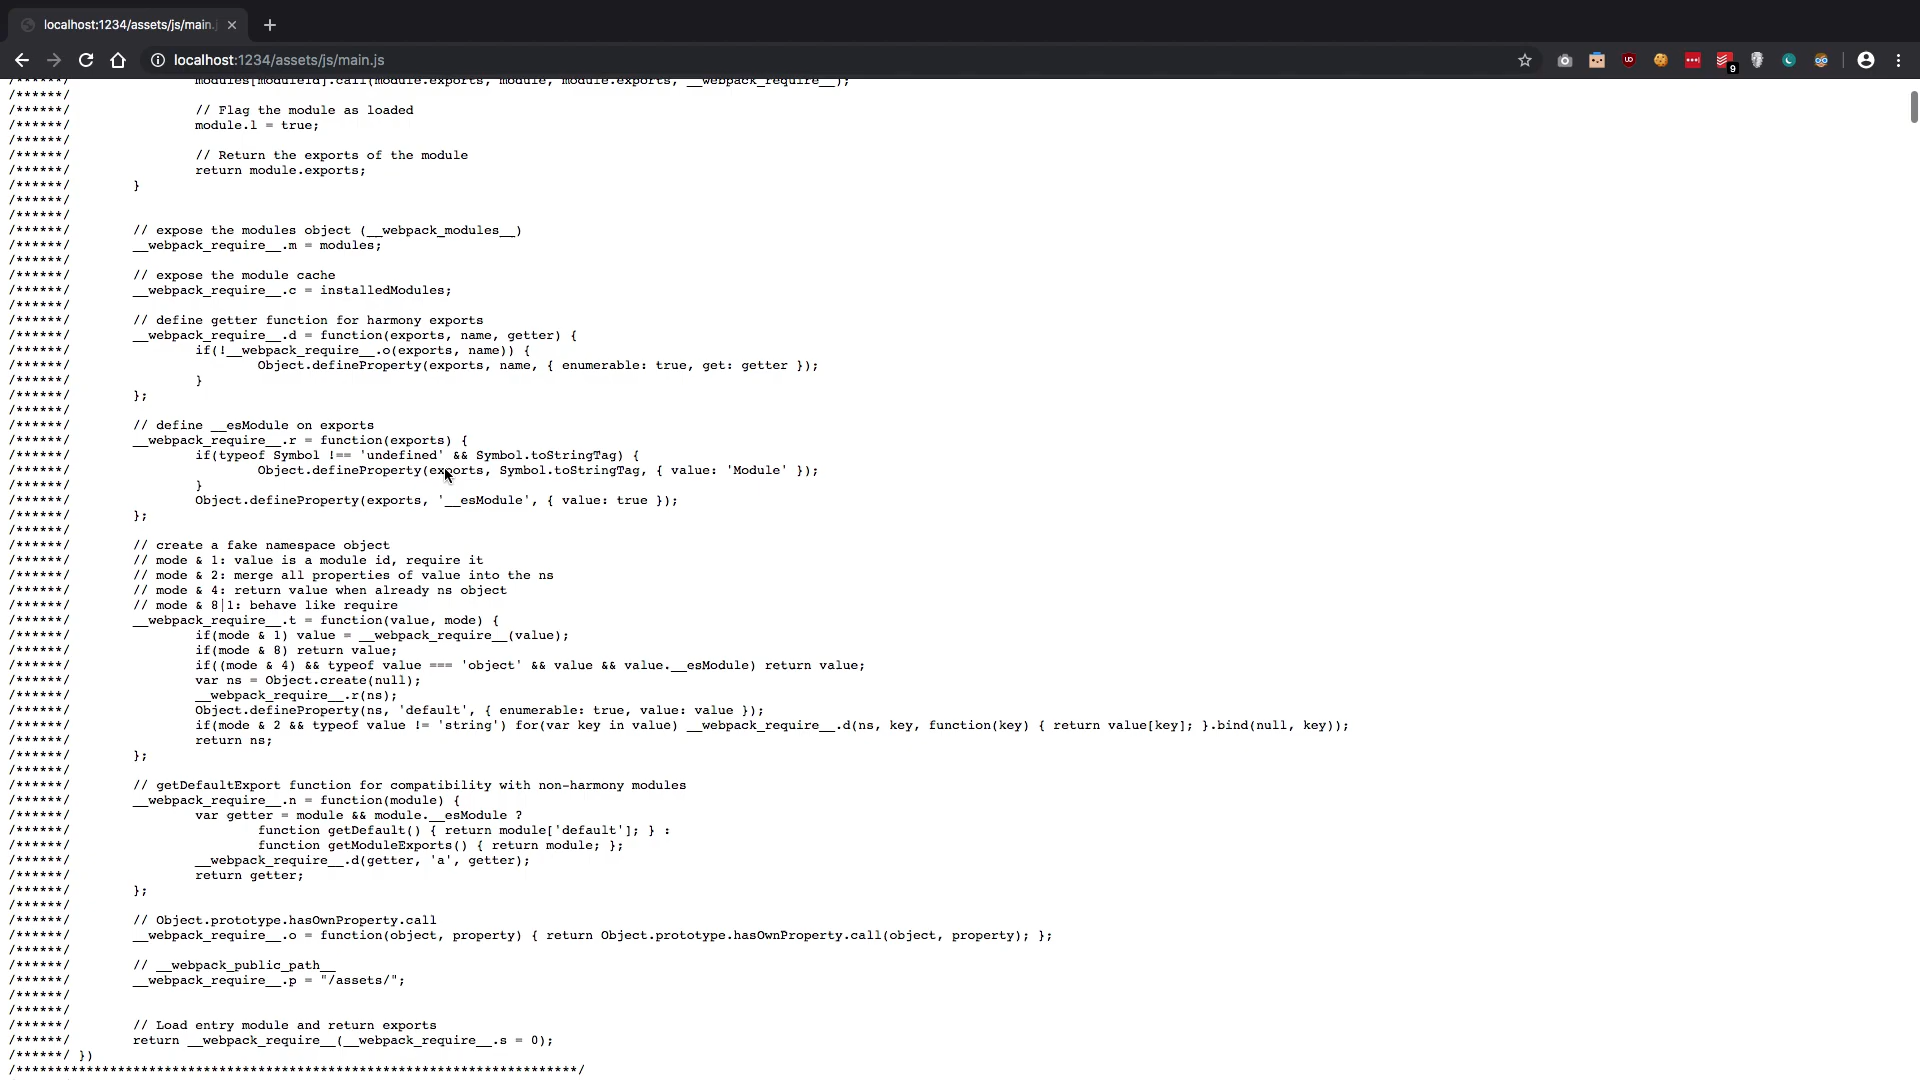 localhost:1234/assets/js/main.
localhost:1234/assets/js/main.js
9
/******/ 		modules[moduleId].call(module.exports, module, module.exports, __webpack_require__);
/******/
/******/ 		// Flag the module as loaded
/******/ 		module.l = true;
/******/
/******/ 		// Return the exports of the module
/******/ 		return module.exports;
/******/ 	}
/******/
/******/
/******/ 	// expose the modules object (__webpack_modules__)
/******/ 	__webpack_require__.m = modules;
/******/
/******/ 	// expose the module cache
/******/ 	__webpack_require__.c = installedModules;
/******/
/******/ 	// define getter function for harmony exports
/******/ 	__webpack_require__.d = function(exports, name, getter) {
/******/ 		if(!__webpack_require__.o(exports, name)) {
/******/ 			Object.defineProperty(exports, name, { enumerable: true, get: getter });
/******/ 		}
/******/ 	};
/******/
/******/ 	// define __esModule on exports
/******/ 	__webpack_require__.r = function(exports) {
/******/ 		if(typeof Symbol !== 'undefined' && Symbol.toStringTag) {
/******/ 			Object.defineProperty(exports, Symbol.toStringTag, { value: 'Module' });
/******/ 		}
/******/ 		Object.defineProperty(exports, '__esModule', { value: true });
/******/ 	};
/******/
/******/ 	// create a fake namespace object
/******/ 	// mode & 1: value is a module id, require it
/******/ 	// mode & 2: merge all properties of value into the ns
/******/ 	// mode & 4: return value when already ns object
/******/ 	// mode & 8|1: behave like require
/******/ 	__webpack_require__.t = function(value, mode) {
/******/ 		if(mode & 1) value = __webpack_require__(value);
/******/ 		if(mode & 8) return value;
/******/ 		if((mode & 4) && typeof value === 'object' && value && value.__esModule) return value;
/******/ 		var ns = Object.create(null);
/******/ 		__webpack_require__.r(ns);
/******/ 		Object.defineProperty(ns, 'default', { enumerable: true, value: value });
/******/ 		if(mode & 2 && typeof value != 'string') for(var key in value) __webpack_require__.d(ns, key, function(key) { return value[key]; }.bind(null, key));
/******/ 		return ns;
/******/ 	};
/******/
/******/ 	// getDefaultExport function for compatibility with non-harmony modules
/******/ 	__webpack_require__.n = function(module) {
/******/ 		var getter = module && module.__esModule ?
/******/ 			function getDefault() { return module['default']; } :
/******/ 			function getModuleExports() { return module; };
/******/ 		__webpack_require__.d(getter, 'a', getter);
/******/ 		return getter;
/******/ 	};
/******/
/******/ 	// Object.prototype.hasOwnProperty.call
/******/ 	__webpack_require__.o = function(object, property) { return Object.prototype.hasOwnProperty.call(object, property); };
/******/
/******/ 	// __webpack_public_path__
/******/ 	__webpack_require__.p = "/assets/";
/******/
/******/
/******/ 	// Load entry module and return exports
/******/ 	return __webpack_require__(__webpack_require__.s = 0);
/******/ })
/************************************************************************/